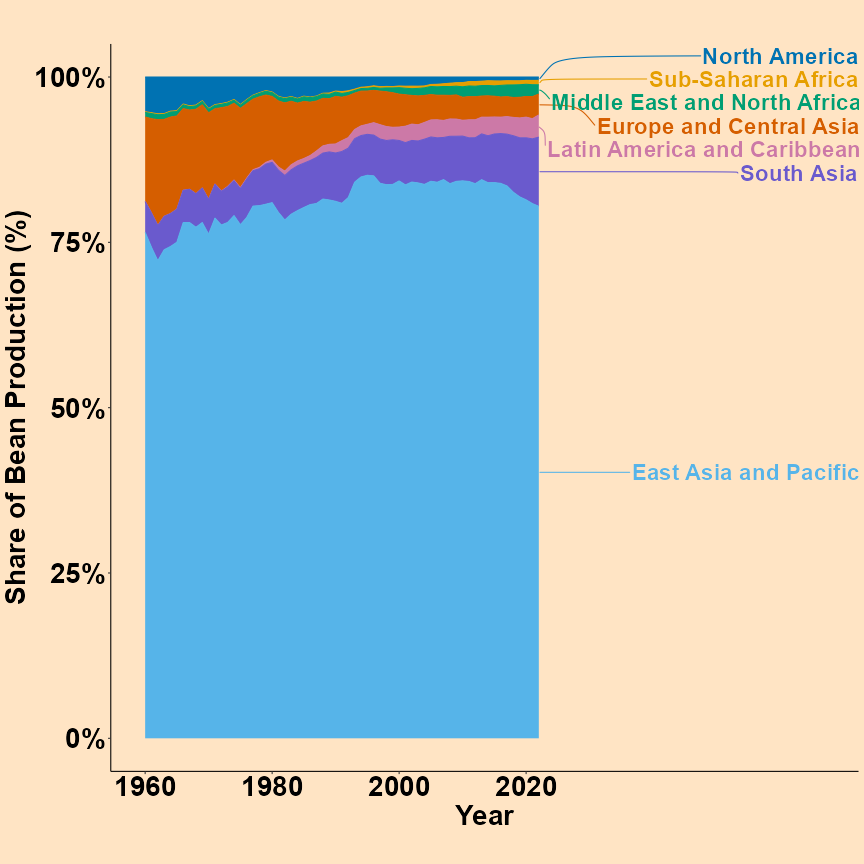 North America
Sub-Saharan Africa
Middle East and North Africa
Europe and Central Asia
Latin America and Caribbean
South Asia
East Asia and Pacific
Share of Bean Production (%)
100%
75%
50%
25%
0%
1960 1980 2000 2020
Year